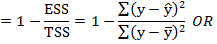 = 1 − ESS/TSS = 1 − Σ(y − ŷ)²/Σ(y − ȳ)² OR